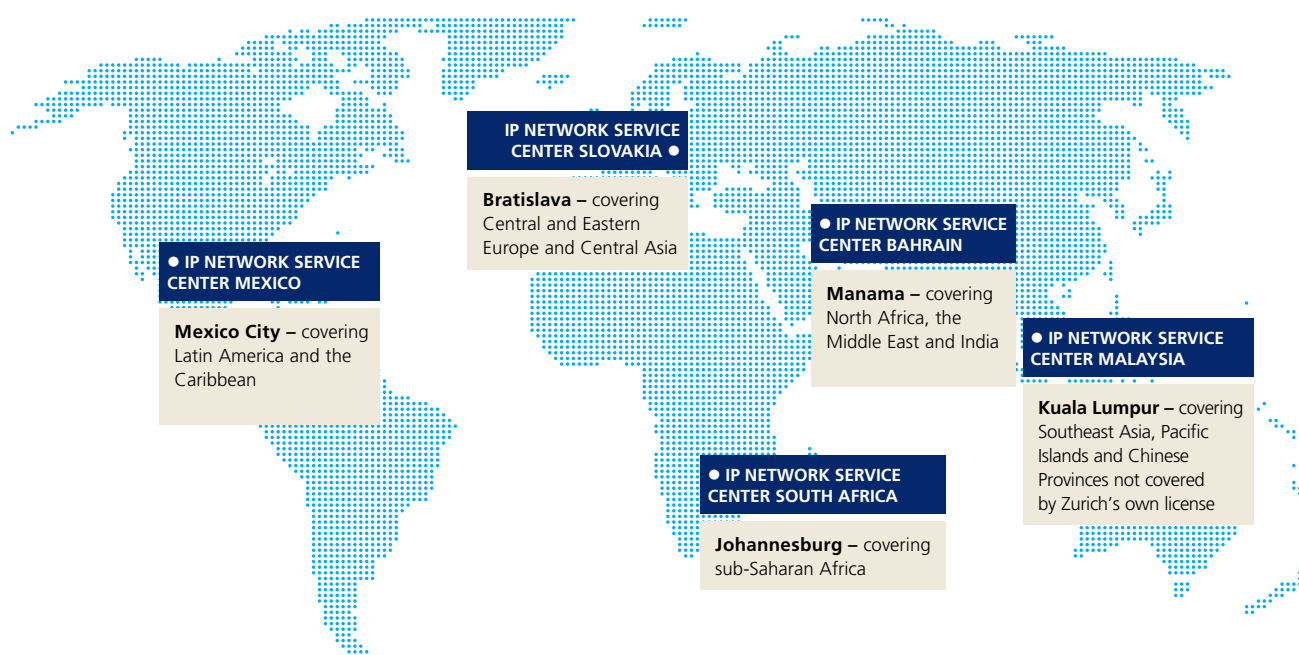 IP NETWORK SERVICE
CENTER SLOVAKIA ●
Bratislava – covering
Central and Eastern
Europe and Central Asia
● IP NETWORK SERVICE
CENTER BAHRAIN
Manama – covering
North Africa, the
Middle East and India
● IP NETWORK SERVICE
CENTER MEXICO
Mexico City – covering
Latin America and the
Caribbean
● IP NETWORK SERVICE
CENTER MALAYSIA
Kuala Lumpur – covering
Southeast Asia, Pacific
Islands and Chinese
Provinces not covered
by Zurich’s own license
● IP NETWORK SERVICE
CENTER SOUTH AFRICA
Johannesburg – covering
sub-Saharan Africa